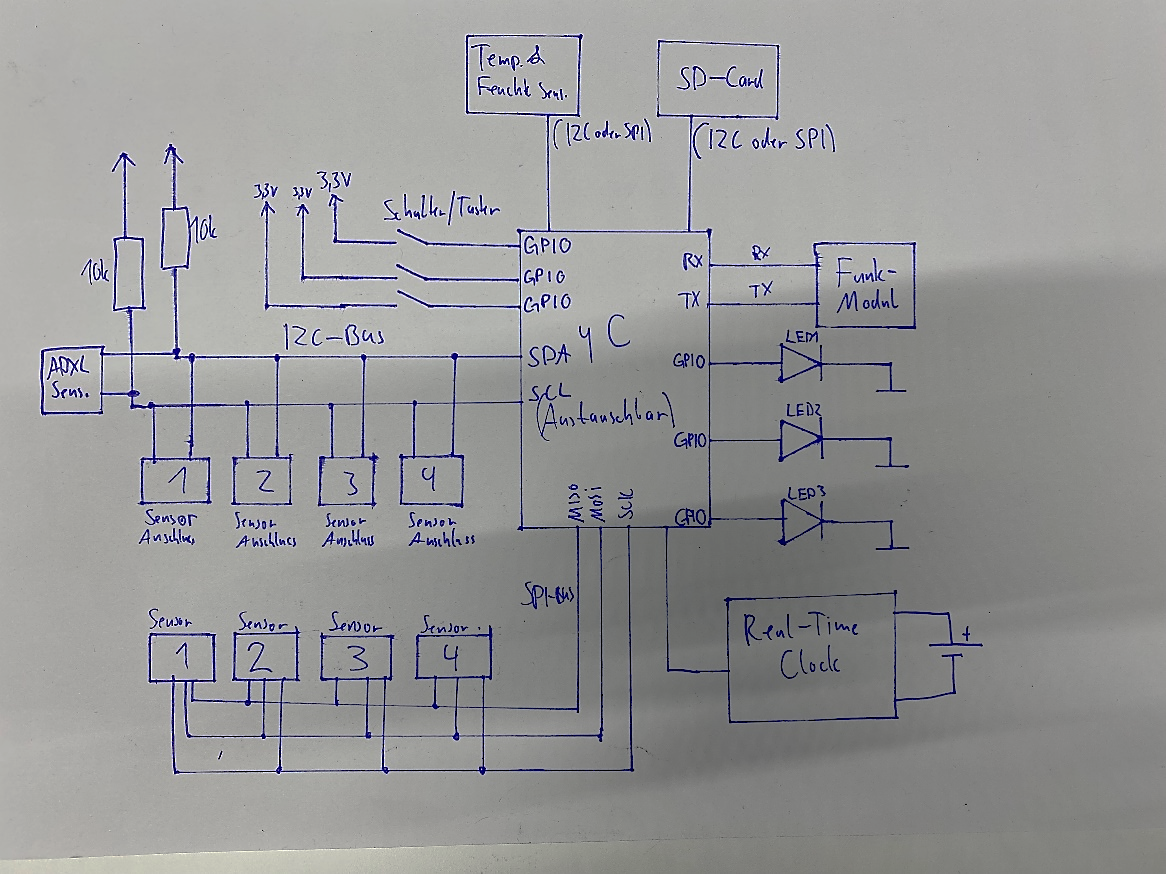 Temp. &
Feuchte Sens.
SD-Card
(I2C oder SPI)
(I2C oder SPI)
3,3V
3,3V
3,3V
Schalter/Taster
10k
10k
GPIO
GPIO
GPIO
RX
TX
RX
TX
Funk-
Modul
I2C-Bus
SDA
µC
SCL
(Austauschbar)
ADXL
Sens.
GPIO
LED1
GPIO
LED2
GPIO
LED3
1
2
3
4
Sensor
Anschluss
Sensor
Anschluss
Sensor
Anschluss
Sensor
Anschluss
MISO
MOSI
SCK
SPI-Bus
Sensor
Sensor
Sensor
Sensor
1
2
3
4
Real-Time
Clock
+